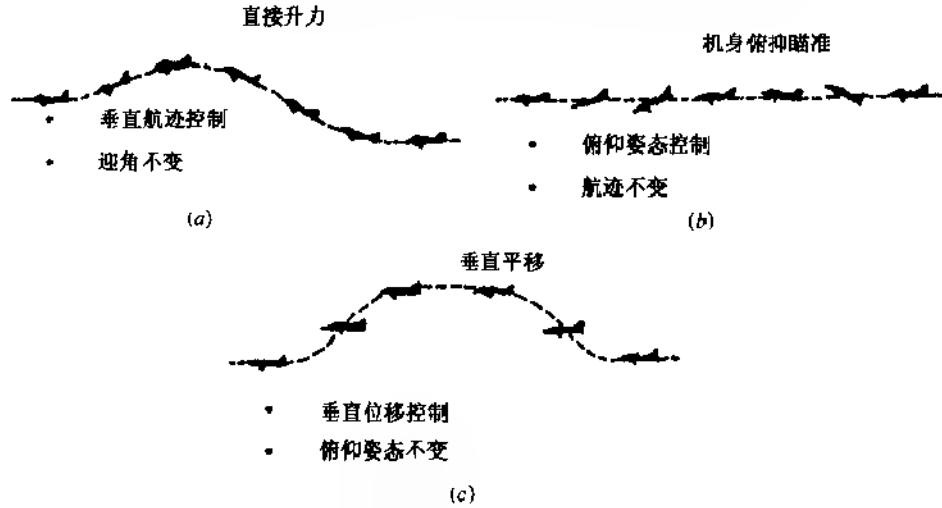 直接升力
垂直航迹控制
迎角不变
(a)
机身俯抑瞄准
俯仰姿态控制
航迹不变
(b)
垂直平移
垂直位移控制
俯仰姿态不变
(c)